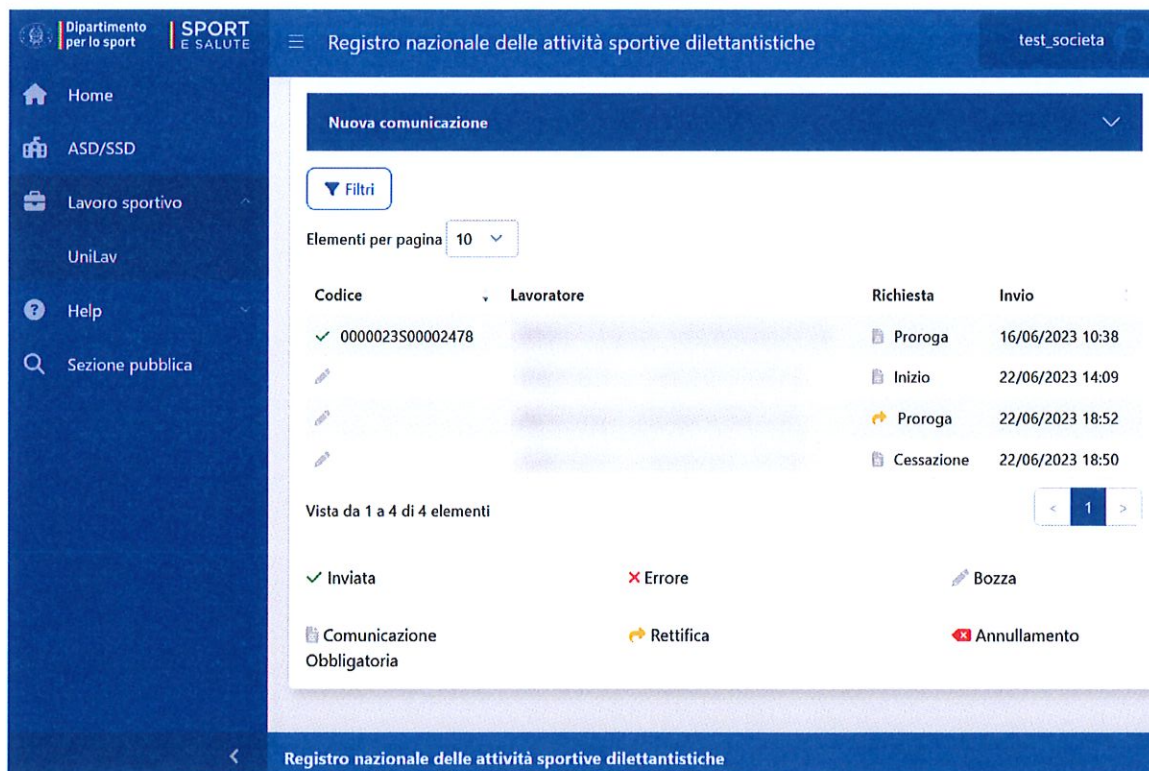 Dipartimento
per lo sport
SPORT
E SALUTE
Registro nazionale delle attività sportive dilettantistiche
test_societa
Home
ASD/SSD
Lavoro sportivo
UniLav
Help
Sezione pubblica
Nuova comunicazione
Filtri
Elementi per pagina 10
Codice Lavoratore Richiesta Invio
0000023S00002478 Proroga 16/06/2023 10:38
Inizio 22/06/2023 14:09
Proroga 22/06/2023 18:52
Cessazione 22/06/2023 18:50
Vista da 1 a 4 di 4 elementi
< 1 >
Inviata Errore Bozza
Comunicazione Rettifica Annullamento
Obbligatoria
Registro nazionale delle attività sportive dilettantistiche